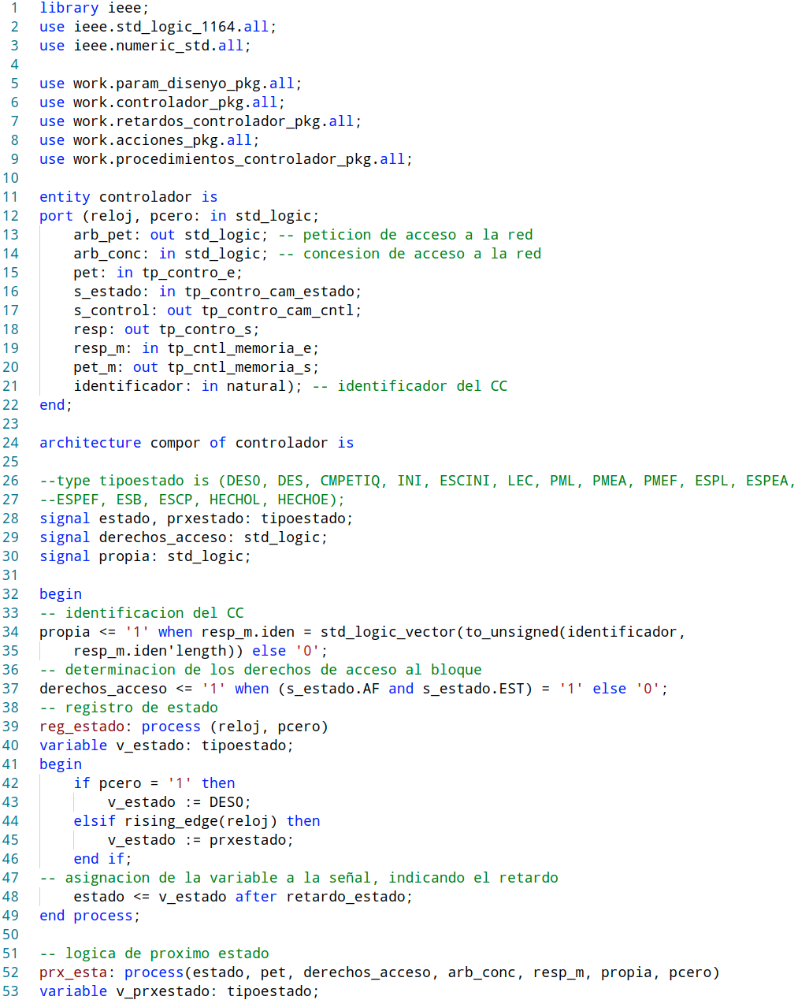 1 library ieee;
2 use ieee.std_logic_1164.all;
3 use ieee.numeric_std.all;
4
5 use work.param_disenyo_pkg.all;
6 use work.controlador_pkg.all;
7 use work.retardos_controlador_pkg.all;
8 use work.acciones_pkg.all;
9 use work.procedimientos_controlador_pkg.all;
10
11 entity controlador is
12 port (reloj, pcero: in std_logic;
13     arb_pet: out std_logic; -- peticion de acceso a la red
14     arb_conc: in std_logic; -- concesion de acceso a la red
15     pet: in tp_contro_e;
16     s_estado: in tp_contro_cam_estado;
17     s_control: out tp_contro_cam_cntl;
18     resp: out tp_contro_s;
19     resp_m: in tp_cntl_memoria_e;
20     pet_m: out tp_cntl_memoria_s;
21     identificador: in natural); -- identificador del CC
22 end;
23
24 architecture compor of controlador is
25
26 --type tipoestado is (DES0, DES, CMPETIQ, INI, ESCINI, LEC, PML, PMEA, PMEF, ESPL, ESPEA,
27 --ESPEF, ESB, ESCP, HECHOL, HECHOE);
28 signal estado, prxestado: tipoestado;
29 signal derechos_acceso: std_logic;
30 signal propia: std_logic;
31
32 begin
33 -- identificacion del CC
34 propia <= '1' when resp_m.iden = std_logic_vector(to_unsigned(identificador,
35     resp_m.iden'length)) else '0';
36 -- determinacion de los derechos de acceso al bloque
37 derechos_acceso <= '1' when (s_estado.AF and s_estado.EST) = '1' else '0';
38 -- registro de estado
39 reg_estado: process (reloj, pcero)
40 variable v_estado: tipoestado;
41 begin
42     if pcero = '1' then
43         v_estado := DES0;
44     elsif rising_edge(reloj) then
45         v_estado := prxestado;
46     end if;
47 -- asignacion de la variable a la señal, indicando el retardo
48     estado <= v_estado after retardo_estado;
49 end process;
50
51 -- logica de proximo estado
52 prx_esta: process(estado, pet, derechos_acceso, arb_conc, resp_m, propia, pcero)
53 variable v_prxestado: tipoestado;